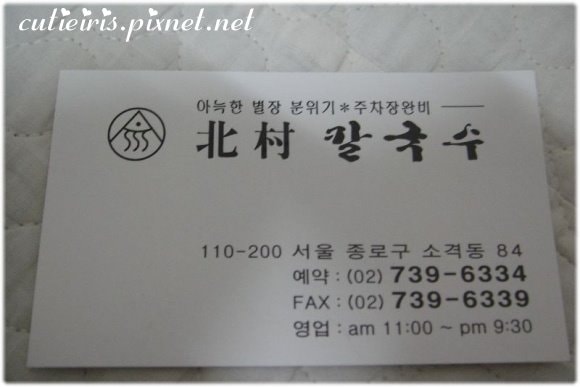 cutieiris.pixnet.net
아늑한 별장 분위기*주차장완비
北村 칼국수
110-200 서울 종로구 소격동 84
예약 : (02) 739-6334
FAX : (02) 739-6339
영업 : am 11:00 ~ pm 9:30